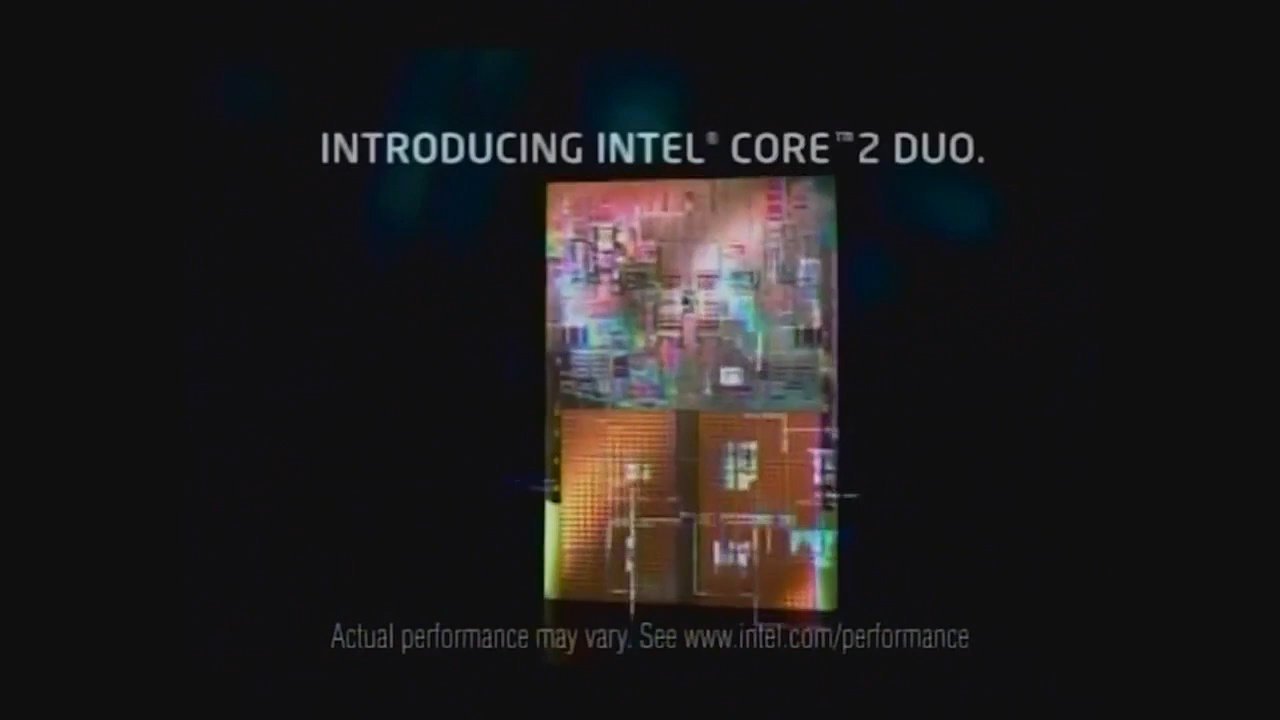 INTRODUCING INTEL® CORE™2 DUO.
Actual performance may vary. See www.intel.com/performance